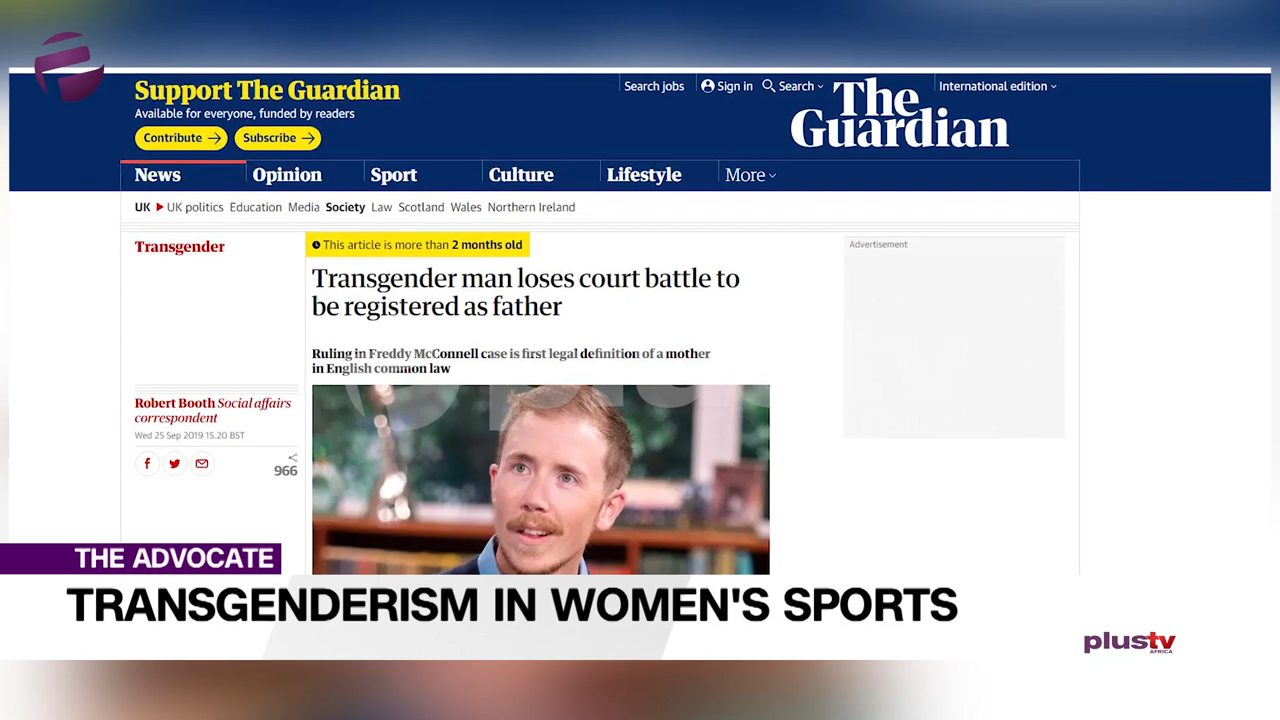 Support The Guardian
Available for everyone, funded by readers
Contribute
Subscribe
Search jobs
Sign in
Search
International edition
The
Guardian
News
Opinion
Sport
Culture
Lifestyle
More
UK
UK politics
Education
Media
Society
Law
Scotland
Wales
Northern Ireland
Transgender
This article is more than 2 months old
Advertisement
Transgender man loses court battle to
be registered as father
Ruling in Freddy McConnell case is first legal definition of a mother
in English common law
Robert Booth Social affairs
correspondent
Wed 25 Sep 2019 15.20 BST
966
THE ADVOCATE
TRANSGENDERISM IN WOMEN'S SPORTS
plustv
AFRICA